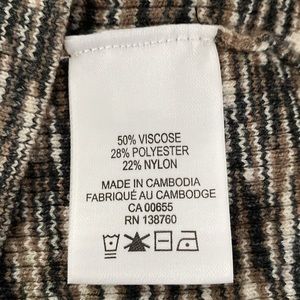 50% VISCOSE
28% POLYESTER
22% NYLON
MADE IN CAMBODIA
FABRIQUÉ AU CAMBODGE
CA 00655
RN 138760